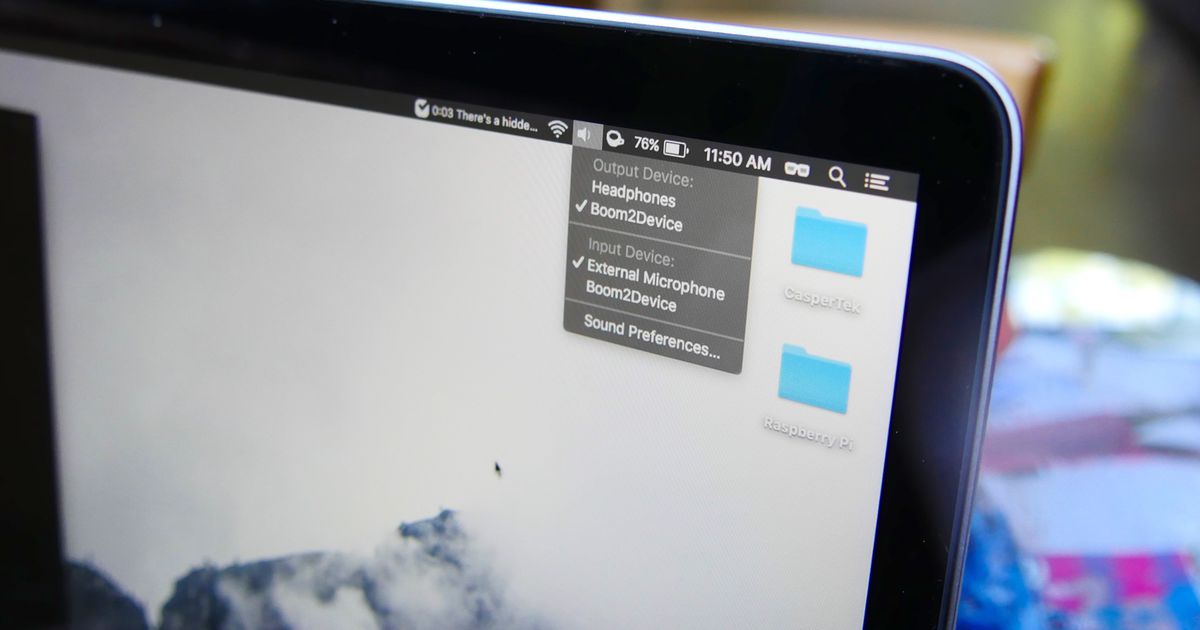 0:03 There's a hidde...
76%
11:50 AM
Output Device:
Headphones
✓ Boom2Device
Input Device:
✓ External Microphone
Boom2Device
Sound Preferences...
CasperTek
Raspberry Pi